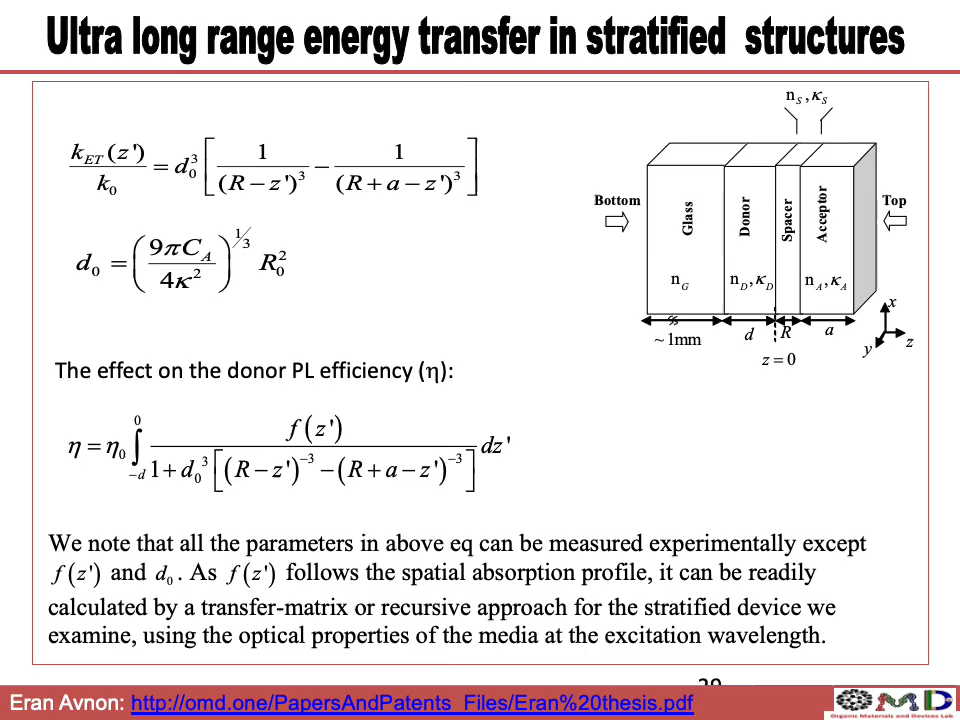 Ultra long range energy transfer in stratified structures
k_ET(z')/k_0 = d_0^3 [ 1/(R − z')^3 − 1/(R + a − z')^3 ]
d_0 = ( 9πC_A / 4κ^2 )^(1/3) R_0^2
n_S, κ_S
Bottom
Glass
Donor
Spacer
Acceptor
Top
n_G
n_D, κ_D
n_A, κ_A
~1mm
d
R
a
z = 0
x
y
z
The effect on the donor PL efficiency (η):
η = η_0 ∫_{−d}^{0} f(z') / ( 1 + d_0^3 [ (R − z')^{−3} − (R + a − z')^{−3} ] ) dz'
We note that all the parameters in above eq can be measured experimentally except
f(z') and d_0. As f(z') follows the spatial absorption profile, it can be readily
calculated by a transfer-matrix or recursive approach for the stratified device we
examine, using the optical properties of the media at the excitation wavelength.
Eran Avnon: http://omd.one/PapersAndPatents_Files/Eran%20thesis.pdf
OMD
Organic Materials and Devices Lab